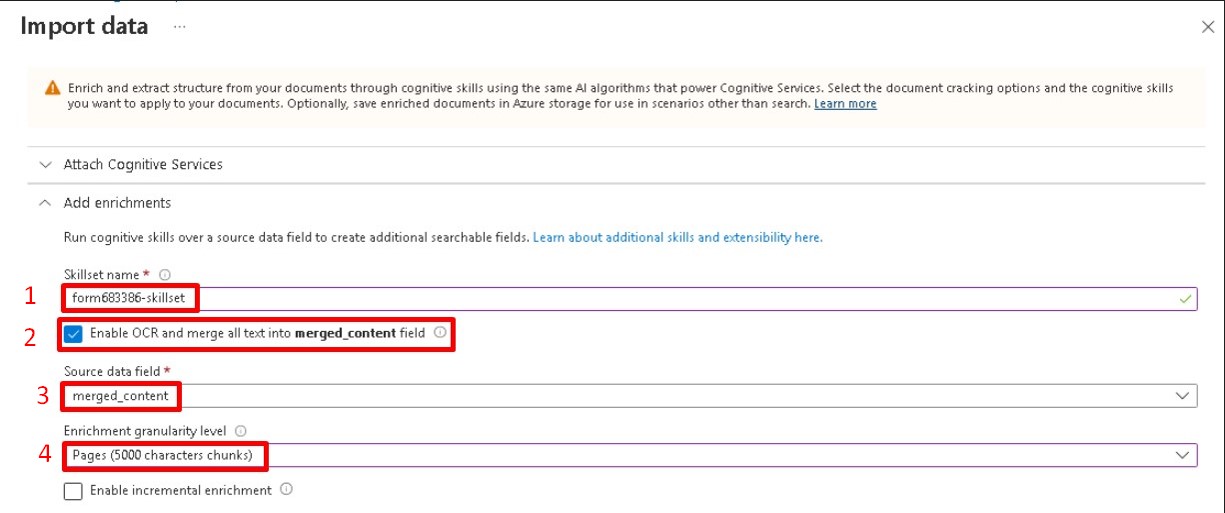 Import data ...
Enrich and extract structure from your documents through cognitive skills using the same AI algorithms that power Cognitive Services. Select the document cracking options and the cognitive skills
you want to apply to your documents. Optionally, save enriched documents in Azure storage for use in scenarios other than search. Learn more
Attach Cognitive Services
Add enrichments
Run cognitive skills over a source data field to create additional searchable fields. Learn about additional skills and extensibility here.
Skillset name *
1 form683386-skillset
2 Enable OCR and merge all text into merged_content field
Source data field *
3 merged_content
Enrichment granularity level
4 Pages (5000 characters chunks)
Enable incremental enrichment